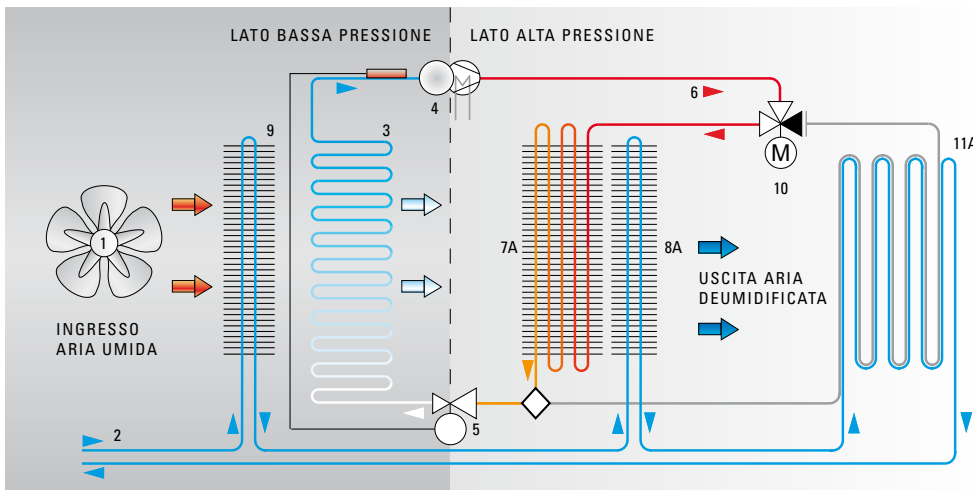 LATO BASSA PRESSIONE
LATO ALTA PRESSIONE
4
6
9
3
11A
M
10
1
7A
8A
USCITA ARIA
DEUMIDIFICATA
INGRESSO
ARIA UMIDA
2
5